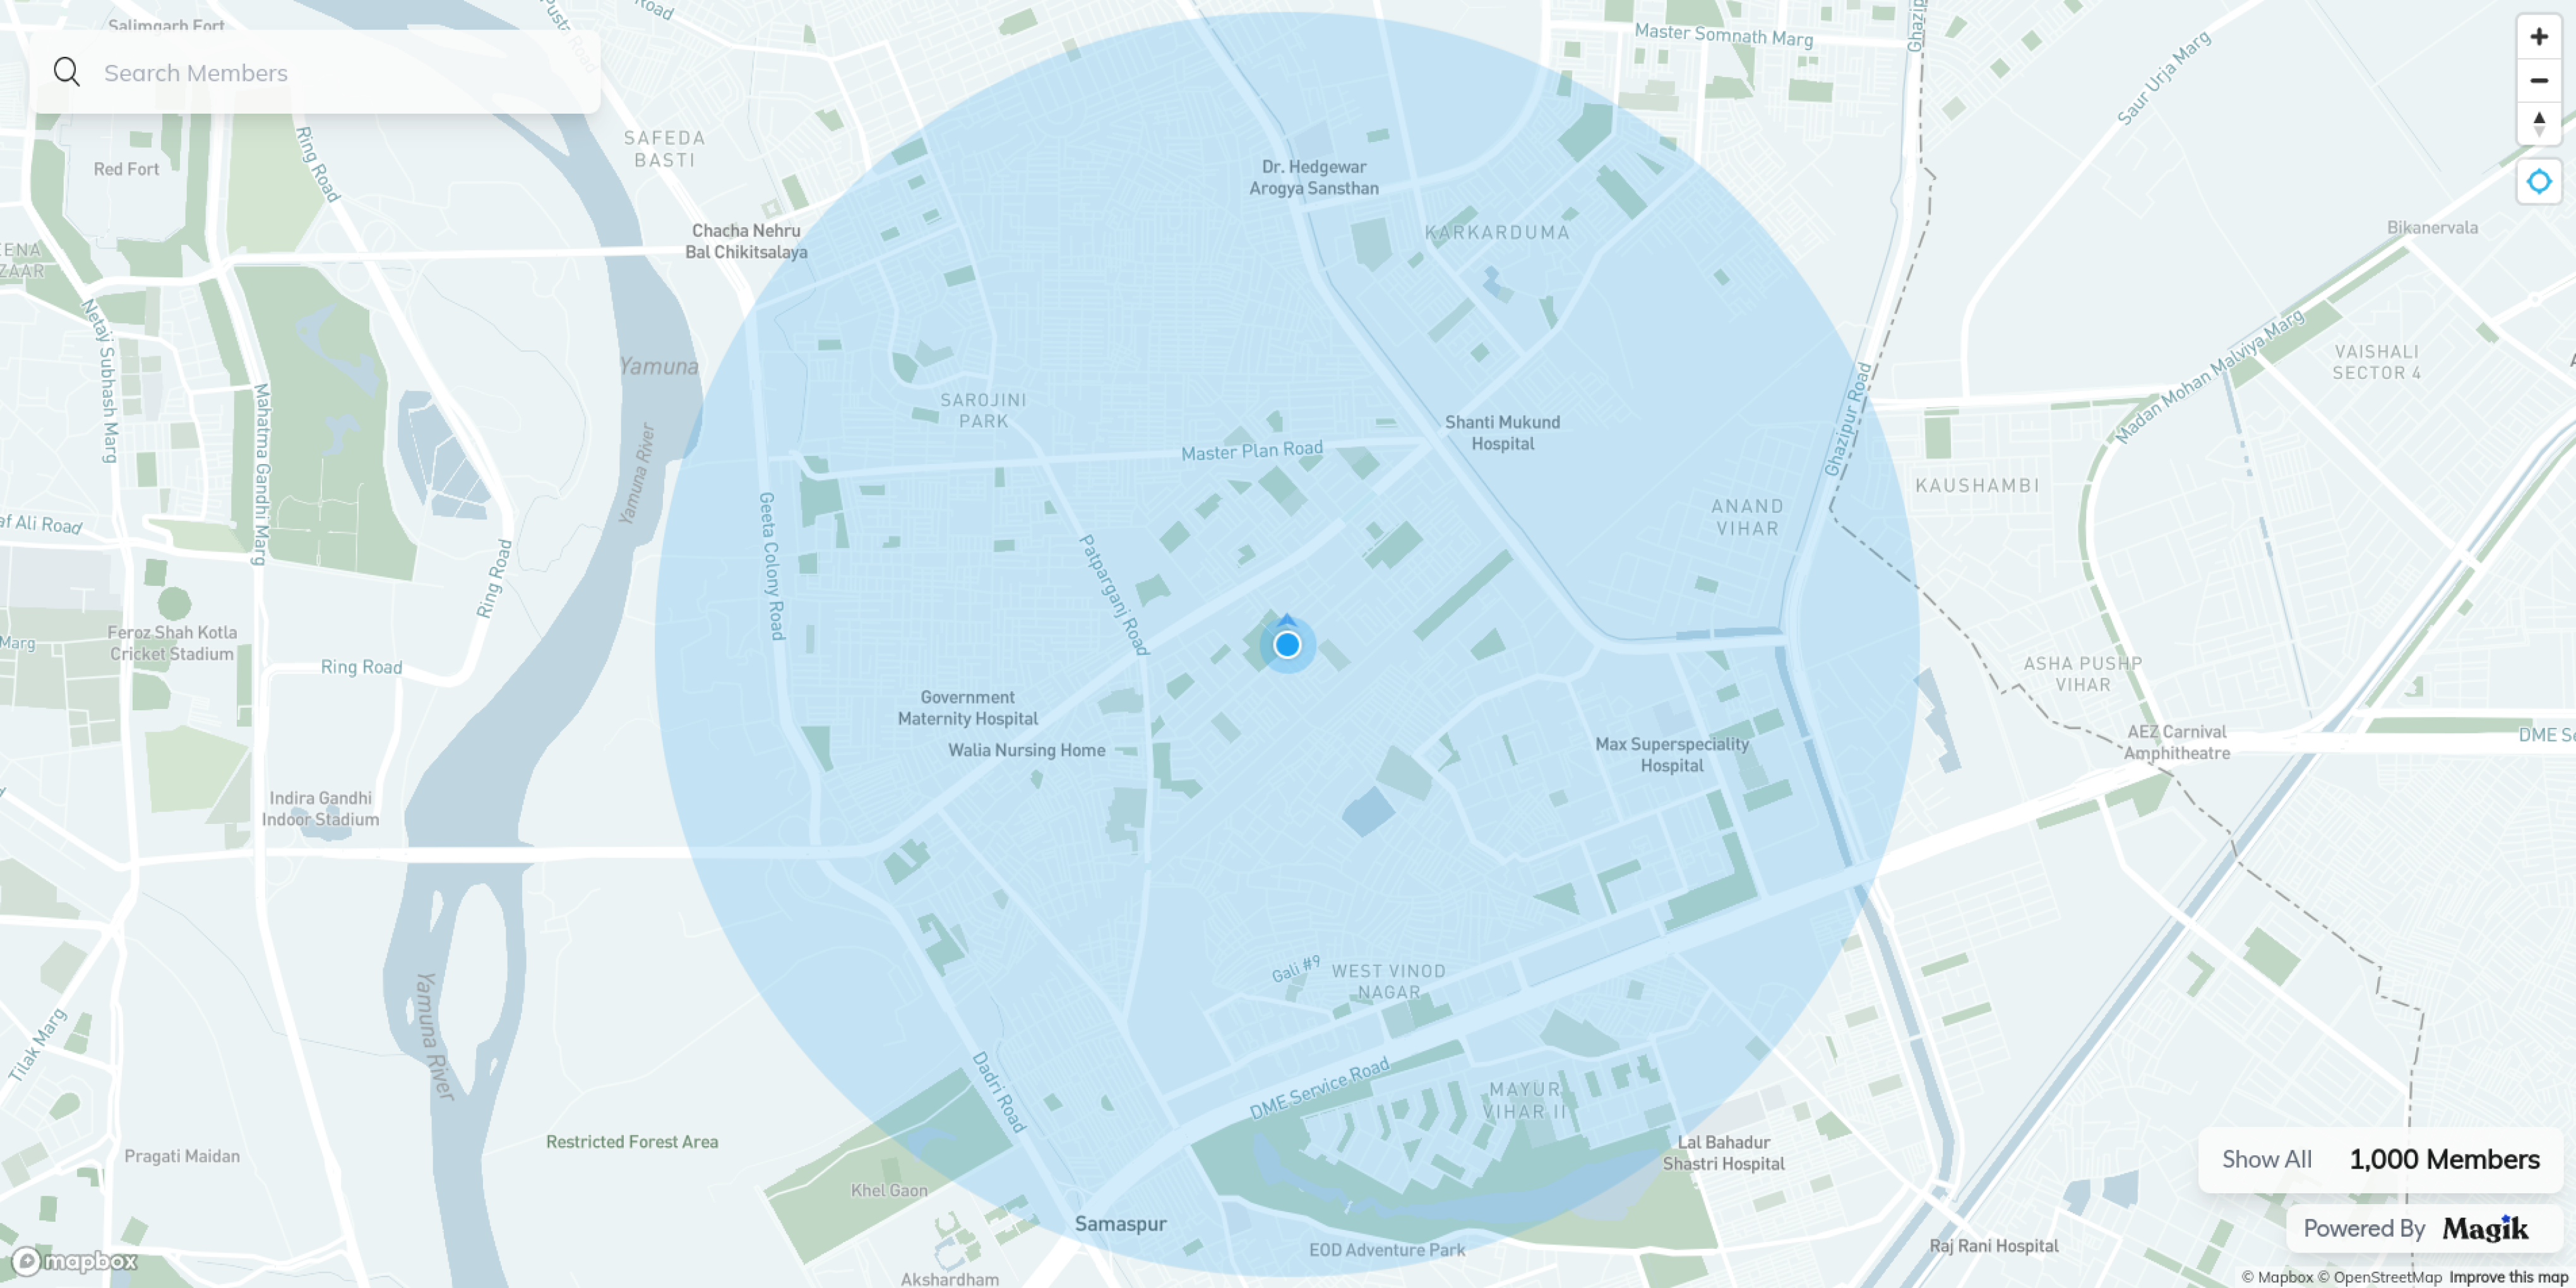 Salimgarh Fort
Road
Pusta Road
Master Somnath Marg
Saur Urja Marg
Search Members
SAFEDA
BASTI
Red Fort
Ring Road
Dr. Hedgewar
Arogya Sansthan
KARKARDUMA
Chacha Nehru
Bal Chikitsalaya
Bikanervala
Netaji Subhash Marg
Mahatma Gandhi Marg
Yamuna
Yamuna River
SAROJINI
PARK
Master Plan Road
Shanti Mukund
Hospital
Ghazipur Road
Madan Mohan Malviya Marg
VAISHALI
SECTOR 4
KAUSHAMBI
ANAND
VIHAR
af Ali Road
Geeta Colony Road
Patparganj Road
Ring Road
Feroz Shah Kotla
Cricket Stadium
Marg
Ring Road
Government
Maternity Hospital
Walia Nursing Home
Max Superspeciality
Hospital
ASHA PUSHP
VIHAR
AEZ Carnival
Amphitheatre
DME Se
Indira Gandhi
Indoor Stadium
Gali #9
WEST VINOD
NAGAR
Yamuna River
Tilak Marg
Dadri Road
DME Service Road
MAYUR
VIHAR II
Restricted Forest Area
Pragati Maidan
Khel Gaon
Samaspur
Lal Bahadur
Shastri Hospital
EOD Adventure Park
Raj Rani Hospital
Akshardham
Show All 1,000 Members
Powered By Magik
mapbox
© Mapbox © OpenStreetMap Improve this map